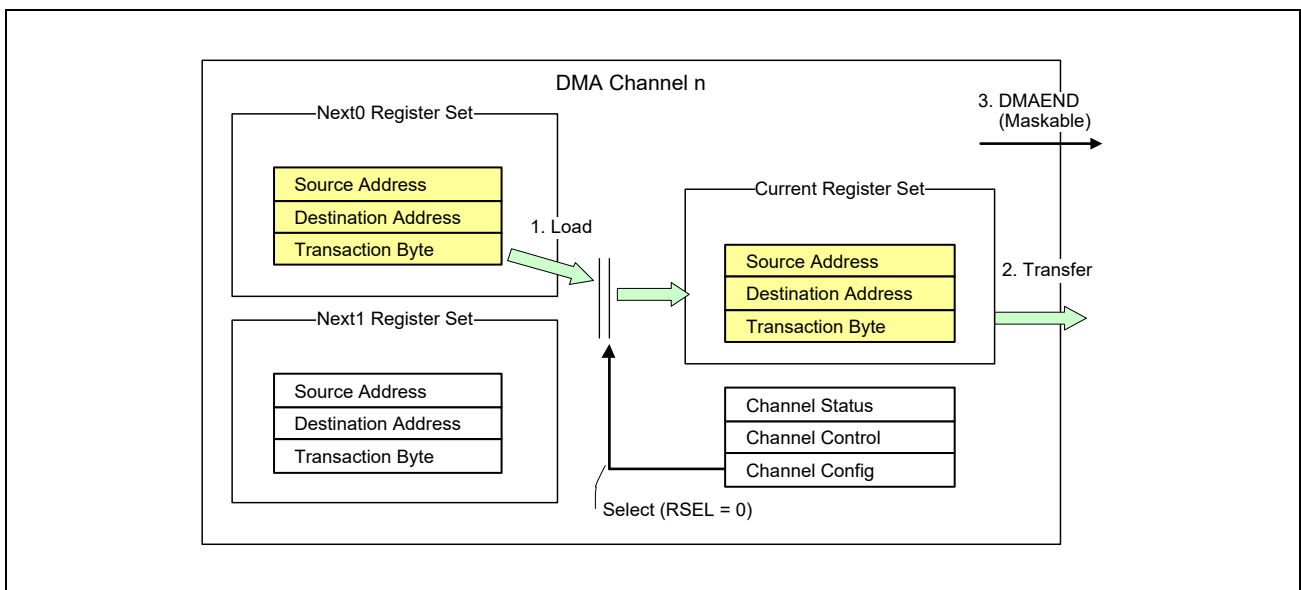 DMA Channel n
Next0 Register Set
Source Address
Destination Address
Transaction Byte
1. Load
Next1 Register Set
Source Address
Destination Address
Transaction Byte
3. DMAEND
(Maskable)
Current Register Set
Source Address
Destination Address
Transaction Byte
2. Transfer
Channel Status
Channel Control
Channel Config
Select (RSEL = 0)